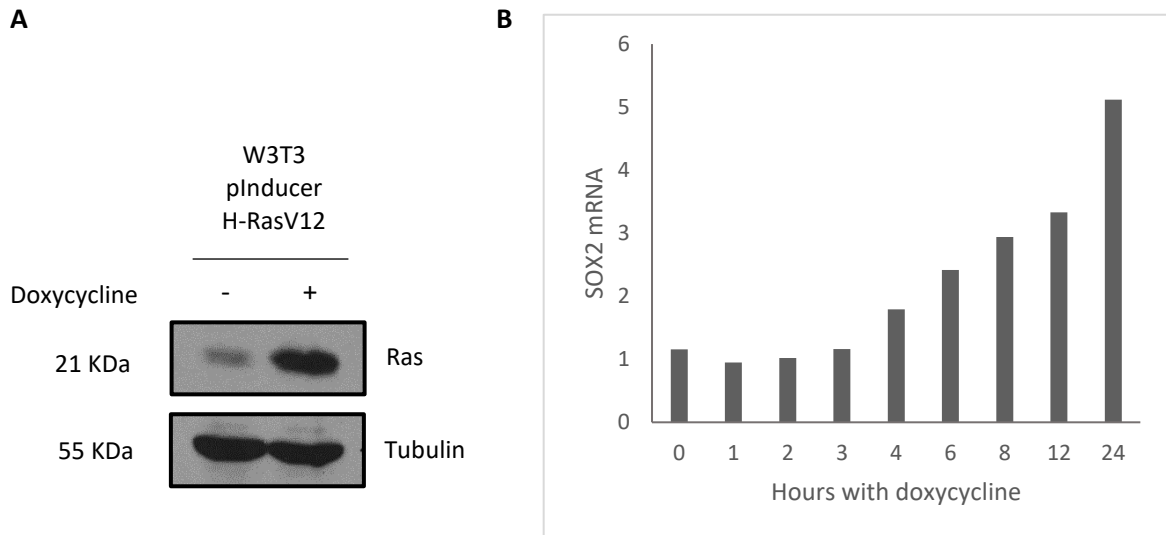 A
W3T3
pInducer
H-RasV12
Doxycycline - +
21 KDa Ras
55 KDa Tubulin
B
6
5
4
3
2
1
0
SOX2 mRNA
0 1 2 3 4 6 8 12 24
Hours with doxycycline